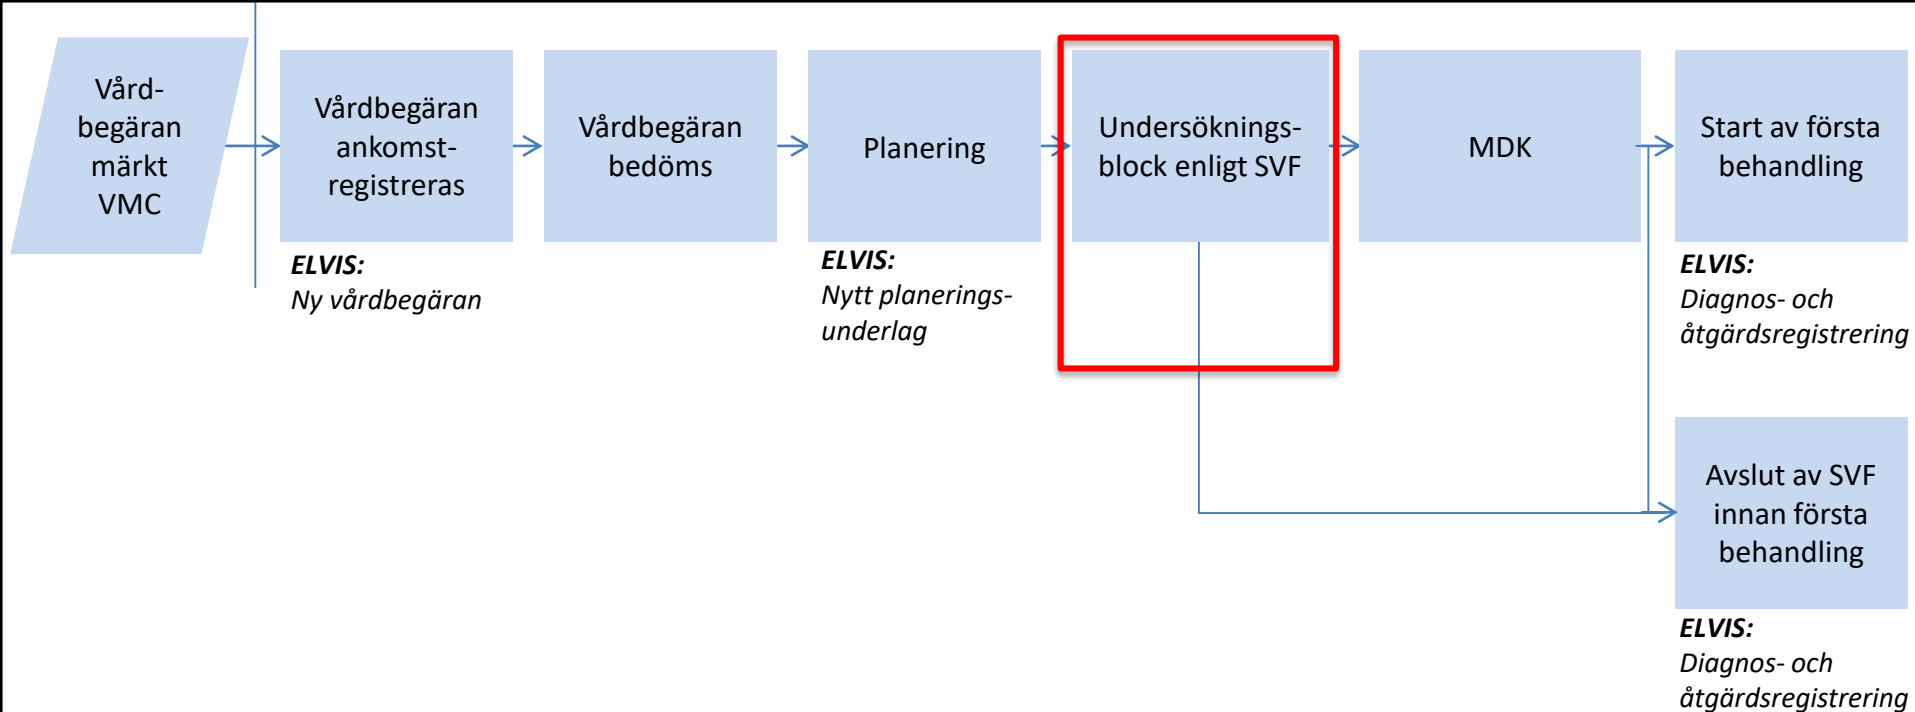 Vård-
begäran
märkt
VMC
Vårdbegäran
ankomst-
registreras
ELVIS:
Ny vårdbegäran
Vårdbegäran
bedöms
Planering
ELVIS:
Nytt planerings-
underlag
Undersöknings-
block enligt SVF
MDK
Start av första
behandling
ELVIS:
Diagnos- och
åtgärdsregistrering
Avslut av SVF
innan första
behandling
ELVIS:
Diagnos- och
åtgärdsregistrering